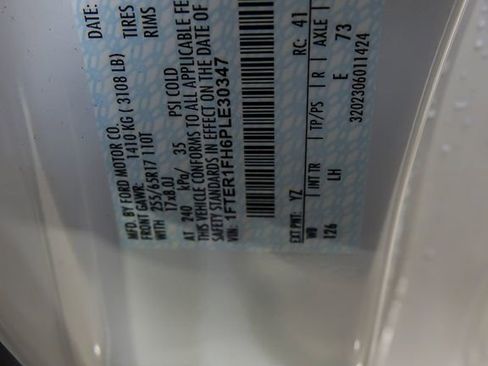 DATE:
MFD. BY FORD MOTOR CO.
FRONT GAWR: 1410 KG ( 3108 LB)
WITH 255/65R17 110T TIRES
17x8.0J RIMS
AT 240 kPa/ 35 PSI COLD
THIS VEHICLE CONFORMS TO ALL APPLICABLE FE
SAFETY STANDARDS IN EFFECT ON THE DATE OF
VIN: 1FTER1FH6PLE30347
EXT PNT: YZ RC: 41
WB INT TR TP/PS R AXLE
126 LH E 73
3202306011424